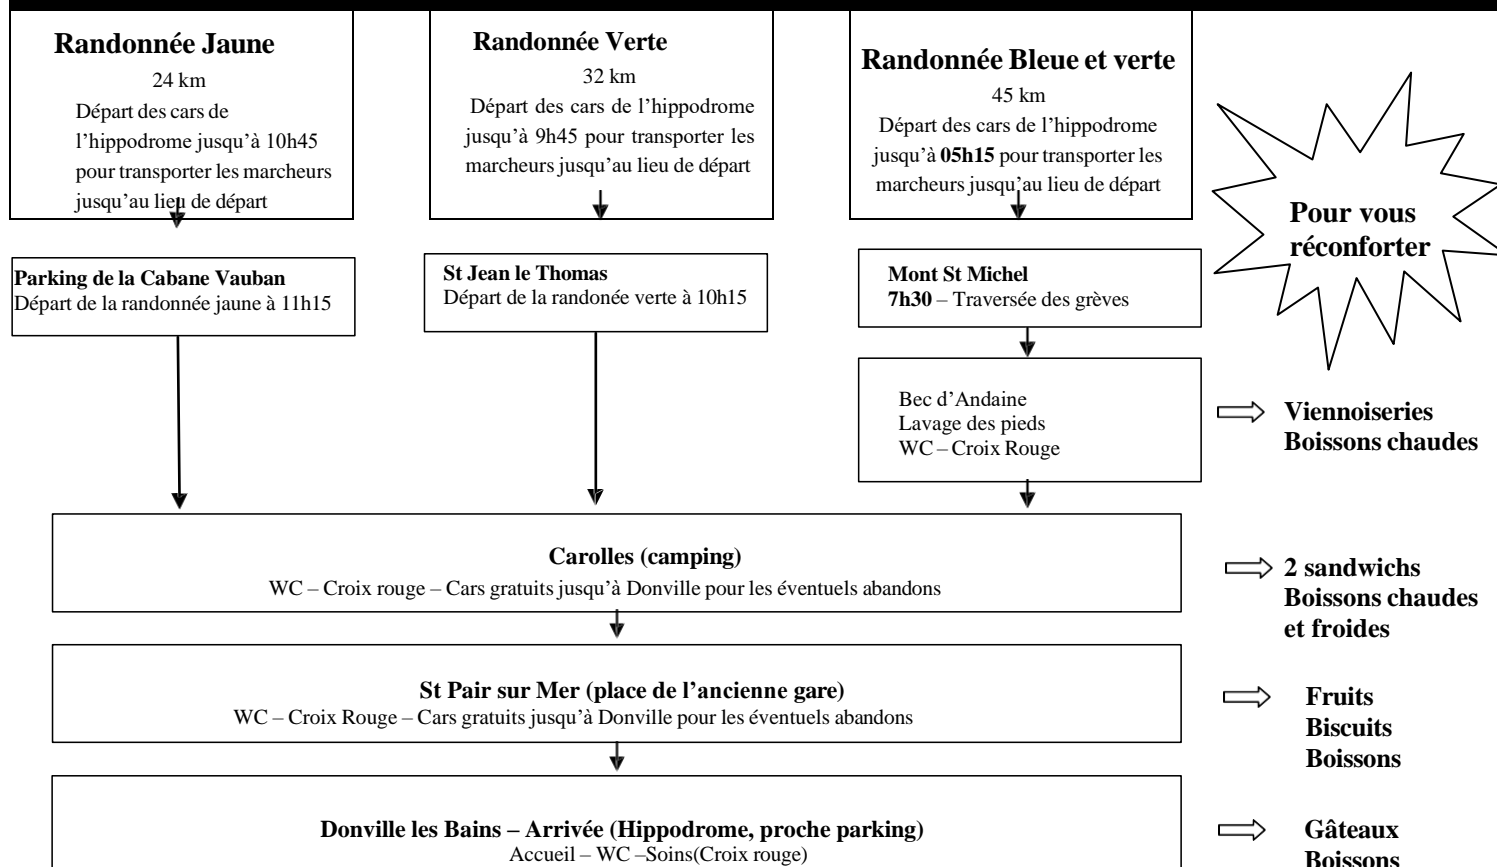 Randonnée Jaune
24 km
Départ des cars de
l’hippodrome jusqu’à 10h45
pour transporter les marcheurs
jusqu’au lieu de départ
Randonnée Verte
32 km
Départ des cars de l’hippodrome
jusqu’à 9h45 pour transporter les
marcheurs jusqu’au lieu de départ
Randonnée Bleue et verte
45 km
Départ des cars de l’hippodrome
jusqu’à 05h15 pour transporter les
marcheurs jusqu’au lieu de départ
Pour vous
réconforter
Parking de la Cabane Vauban
Départ de la randonnée jaune à 11h15
St Jean le Thomas
Départ de la randonée verte à 10h15
Mont St Michel
7h30 – Traversée des grèves
Bec d’Andaine
Lavage des pieds
WC – Croix Rouge
Viennoiseries
Boissons chaudes
Carolles (camping)
WC – Croix rouge – Cars gratuits jusqu’à Donville pour les éventuels abandons
2 sandwichs
Boissons chaudes
et froides
St Pair sur Mer (place de l’ancienne gare)
WC – Croix Rouge – Cars gratuits jusqu’à Donville pour les éventuels abandons
Fruits
Biscuits
Boissons
Donville les Bains – Arrivée (Hippodrome, proche parking)
Accueil – WC –Soins(Croix rouge)
Gâteaux
Boissons